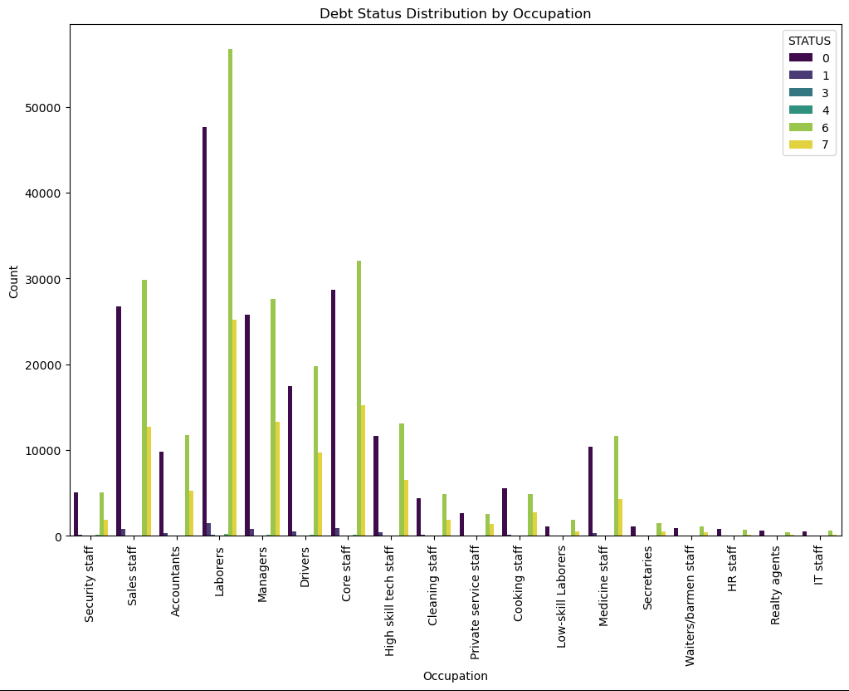 Debt Status Distribution by Occupation
STATUS
0
1
3
4
6
7
50000
40000
30000
20000
10000
0
Count
Security staff
Sales staff
Accountants
Laborers
Managers
Drivers
Core staff
High skill tech staff
Cleaning staff
Private service staff
Cooking staff
Low-skill Laborers
Medicine staff
Secretaries
Waiters/barmen staff
HR staff
Realty agents
IT staff
Occupation